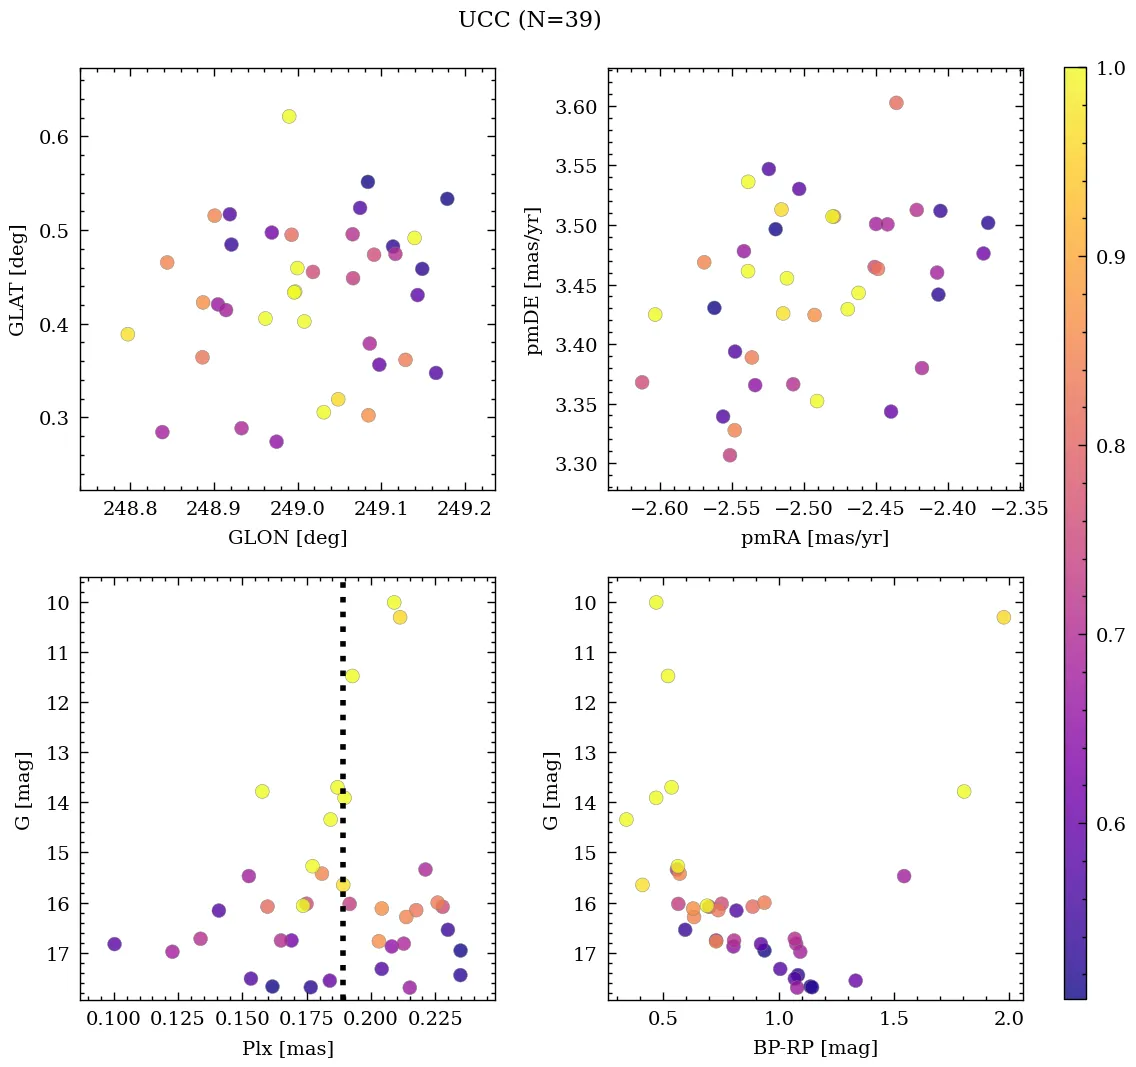 UCC (N=39)
0.6
0.5
0.4
0.3
GLAT [deg]
248.8 248.9 249.0 249.1 249.2
GLON [deg]
3.60
3.55
3.50
3.45
3.40
3.35
3.30
pmDE [mas/yr]
−2.60 −2.55 −2.50 −2.45 −2.40 −2.35
pmRA [mas/yr]
1.0
0.9
0.8
0.7
0.6
10
11
12
13
14
15
16
17
G [mag]
0.100 0.125 0.150 0.175 0.200 0.225
Plx [mas]
10
11
12
13
14
15
16
17
G [mag]
0.5 1.0 1.5 2.0
BP-RP [mag]